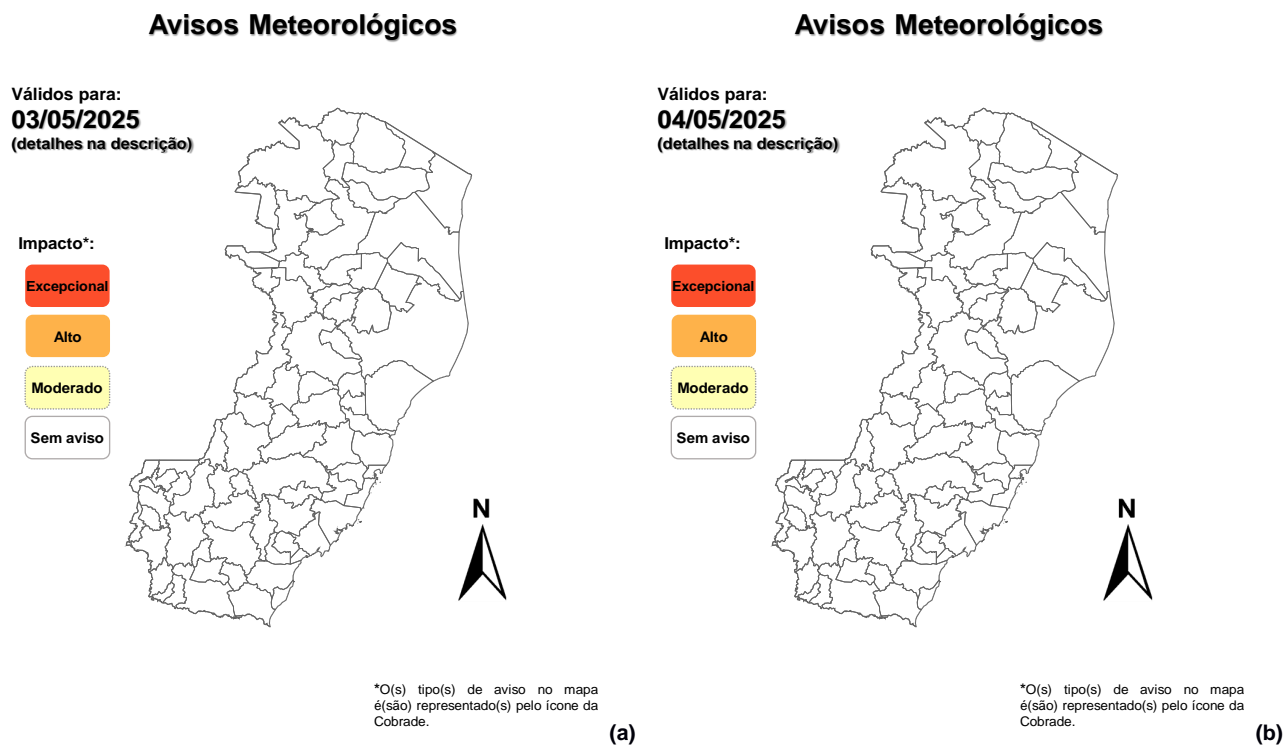 Avisos Meteorológicos
Válidos para:
03/05/2025
(detalhes na descrição)
Impacto*:
Excepcional
Alto
Moderado
Sem aviso
N
*O(s) tipo(s) de aviso no mapa
é(são) representado(s) pelo ícone da
Cobrade.
(a)
Avisos Meteorológicos
Válidos para:
04/05/2025
(detalhes na descrição)
Impacto*:
Excepcional
Alto
Moderado
Sem aviso
N
*O(s) tipo(s) de aviso no mapa
é(são) representado(s) pelo ícone da
Cobrade.
(b)